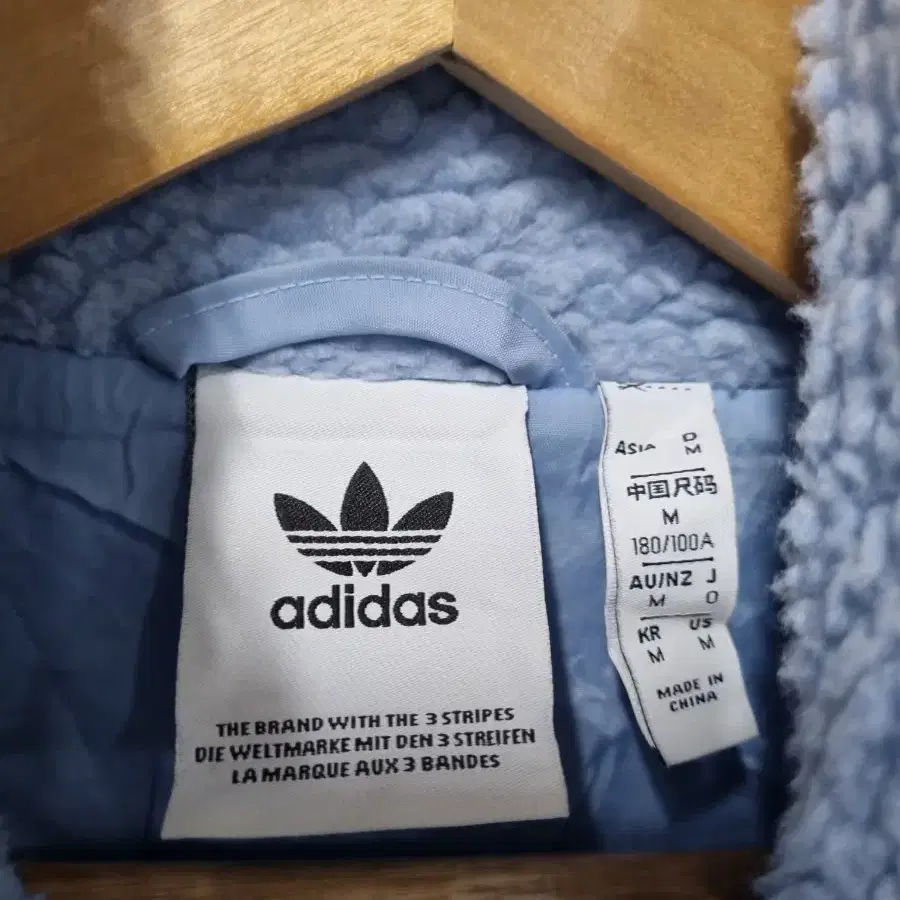 adidas
THE BRAND WITH THE 3 STRIPES
DIE WELTMARKE MIT DEN 3 STREIFEN
LA MARQUE AUX 3 BANDES
ASIA D
M
中国尺码
M
180/100A
AU/NZ J
M O
KR US
M M
MADE IN
CHINA